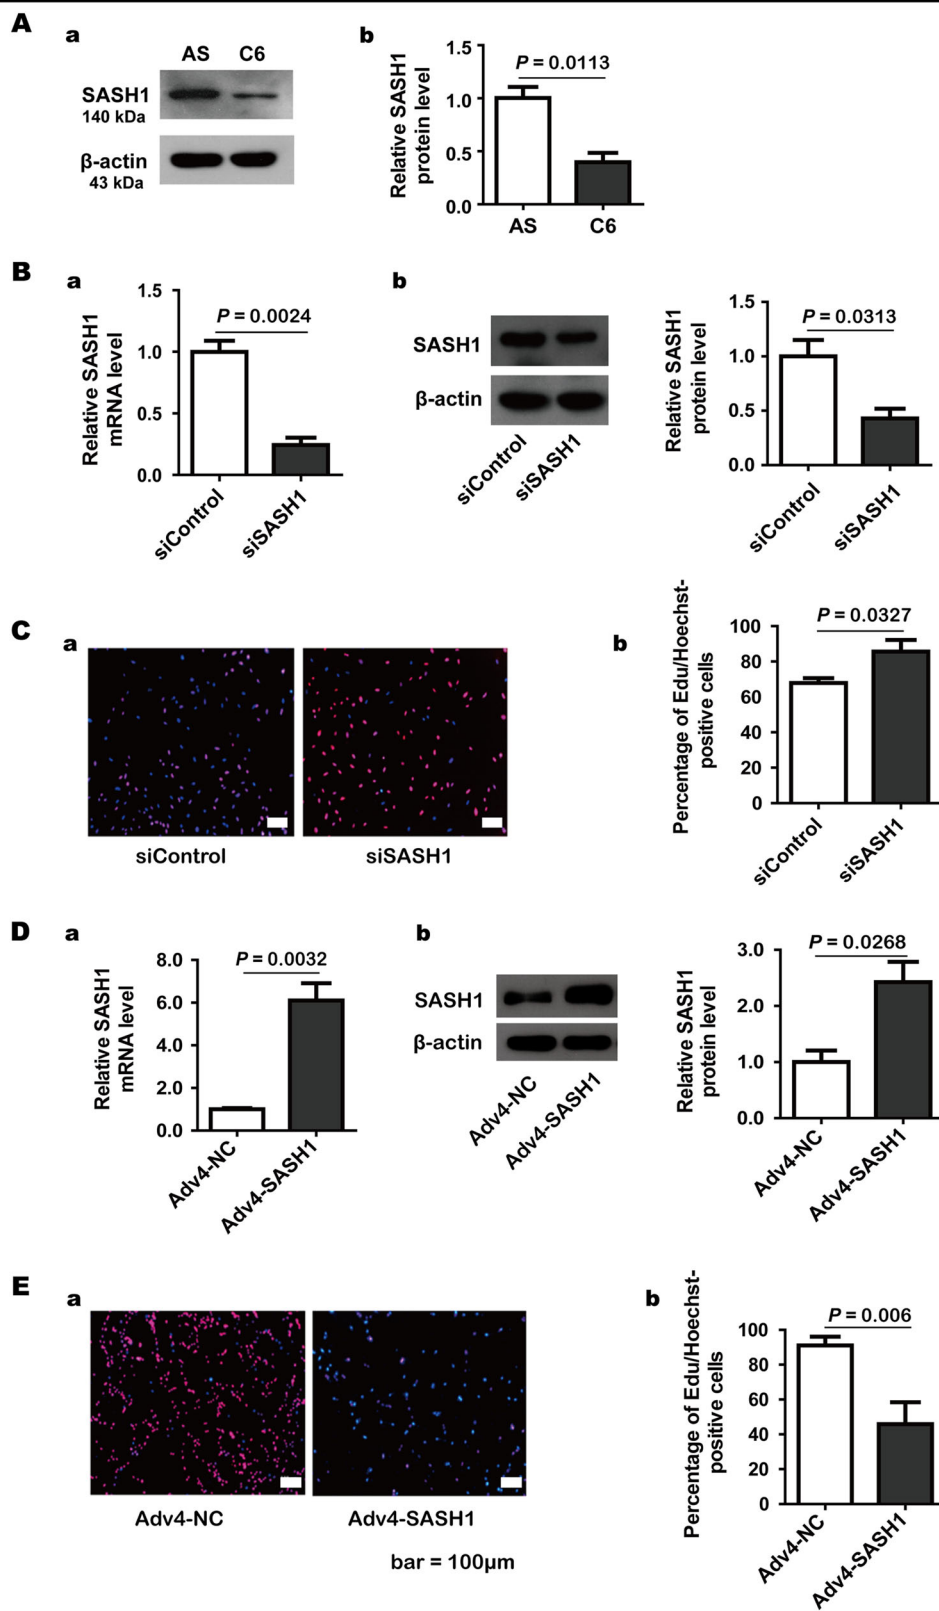 A
a
AS C6
SASH1
140 kDa
β-actin
43 kDa
b
Relative SASH1
protein level
1.5
1.0
0.5
0.0
P = 0.0113
AS C6
B
a
Relative SASH1
mRNA level
1.5
1.0
0.5
0.0
P = 0.0024
siControl
siSASH1
b
SASH1
β-actin
siControl
siSASH1
Relative SASH1
protein level
1.5
1.0
0.5
0.0
P = 0.0313
siControl
siSASH1
C
a
siControl
siSASH1
b
Percentage of Edu/Hoechst-
positive cells
100
80
60
40
20
0
P = 0.0327
siControl
siSASH1
D
a
Relative SASH1
mRNA level
8.0
6.0
4.0
2.0
0.0
P = 0.0032
Adv4-NC
Adv4-SASH1
b
SASH1
β-actin
Adv4-NC
Adv4-SASH1
Relative SASH1
protein level
3.0
2.0
1.0
0.0
P = 0.0268
Adv4-NC
Adv4-SASH1
E
a
Adv4-NC
Adv4-SASH1
bar = 100μm
b
Percentage of Edu/Hoechst-
positive cells
100
80
60
40
20
0
P = 0.006
Adv4-NC
Adv4-SASH1